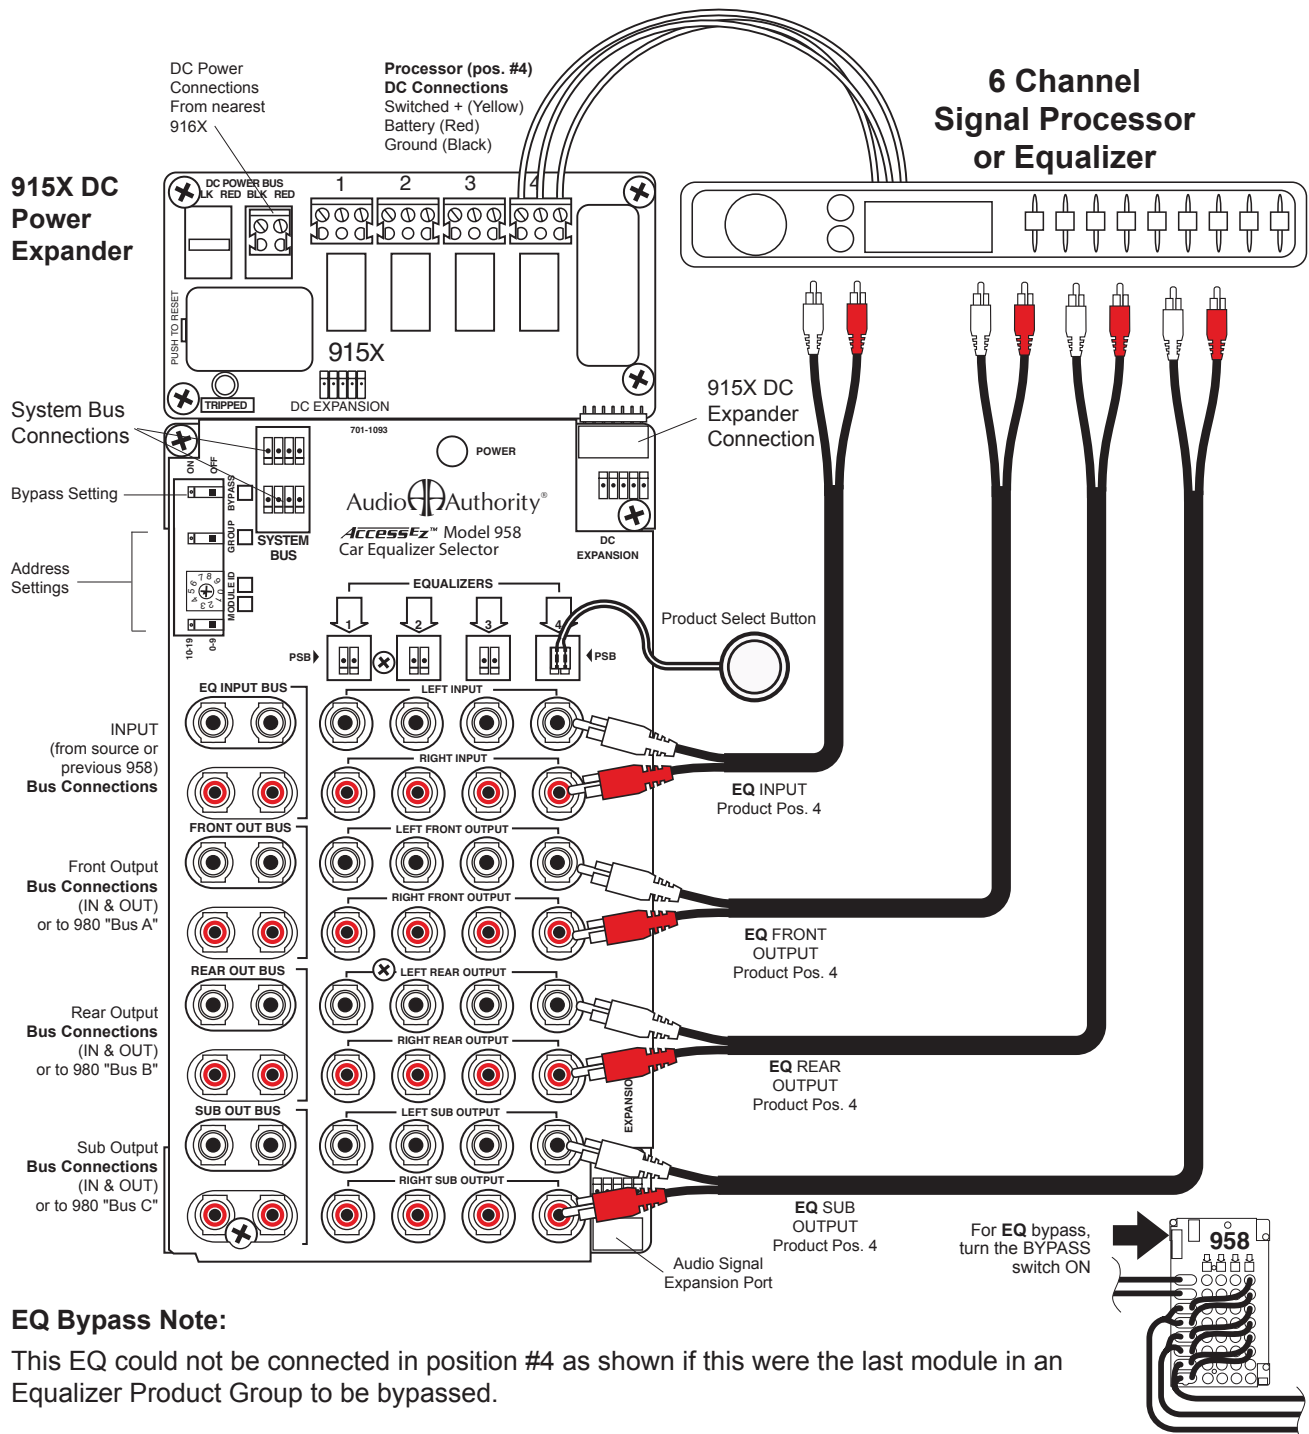 DC Power
Connections
From nearest
916X
Processor (pos. #4)
DC Connections
Switched + (Yellow)
Battery (Red)
Ground (Black)
6 Channel
Signal Processor
or Equalizer
915X DC
Power
Expander
DC POWER BUS
LK RED BLK RED
1 2 3 4
PUSH TO RESET
915X
TRIPPED
DC EXPANSION
System Bus
Connections
701-1093
POWER
915X DC
Expander
Connection
ON OFF
Bypass Setting
BYPASS
Audio Authority®
AccessEz™ Model 958
Car Equalizer Selector
GROUP
SYSTEM
BUS
DC
EXPANSION
Address
Settings
MODULE ID
10-19 0-9
EQUALIZERS
1 2 3 4
Product Select Button
PSB
PSB
EQ INPUT BUS
LEFT INPUT
INPUT
(from source or
previous 958)
Bus Connections
RIGHT INPUT
EQ INPUT
Product Pos. 4
FRONT OUT BUS
LEFT FRONT OUTPUT
Front Output
Bus Connections
(IN & OUT)
or to 980 "Bus A"
RIGHT FRONT OUTPUT
EQ FRONT
OUTPUT
Product Pos. 4
REAR OUT BUS
LEFT REAR OUTPUT
Rear Output
Bus Connections
(IN & OUT)
or to 980 "Bus B"
RIGHT REAR OUTPUT
EQ REAR
OUTPUT
Product Pos. 4
EXPANSIO
SUB OUT BUS
LEFT SUB OUTPUT
Sub Output
Bus Connections
(IN & OUT)
or to 980 "Bus C"
RIGHT SUB OUTPUT
EQ SUB
OUTPUT
Product Pos. 4
Audio Signal
Expansion Port
For EQ bypass,
turn the BYPASS
switch ON
958
EQ Bypass Note:
This EQ could not be connected in position #4 as shown if this were the last module in an
Equalizer Product Group to be bypassed.